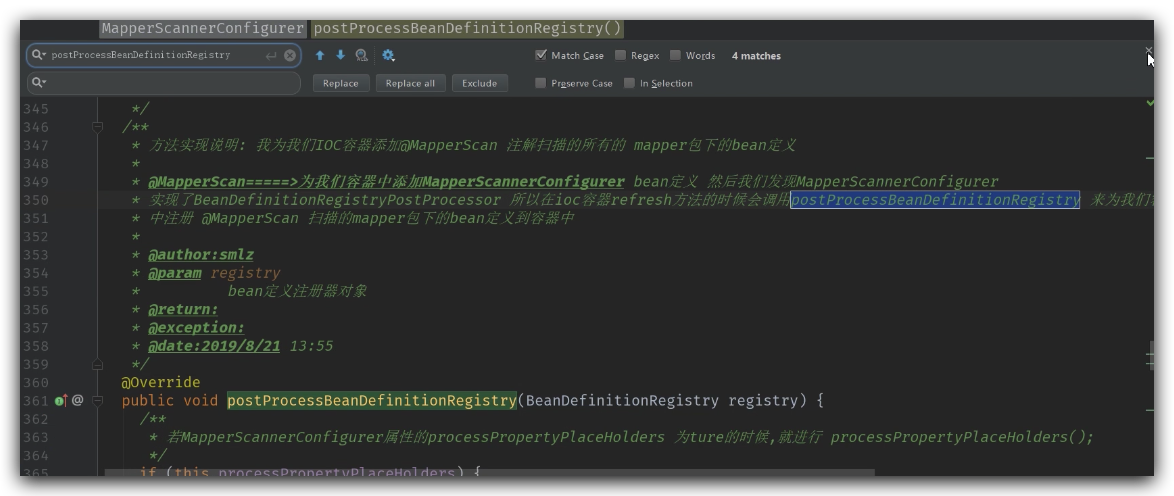 MapperScannerConfigurer postProcessBeanDefinitionRegistry()
postProcessBeanDefinitionRegistry Match Case Regex Words 4 matches
Replace Replace all Exclude Preserve Case In Selection
345 */
346 /**
347 * 方法实现说明: 我为我们IOC容器添加@MapperScan 注解扫描的所有的 mapper包下的bean定义
348 *
349 * @MapperScan=====>为我们容器中添加MapperScannerConfigurer bean定义 然后我们发现MapperScannerConfigurer
350 * 实现了BeanDefinitionRegistryPostProcessor 所以在ioc容器refresh方法的时候会调用postProcessBeanDefinitionRegistry 来为我们
351 * 中注册 @MapperScan 扫描的mapper包下的bean定义到容器中
352 *
353 * @author:smlz
354 * @param registry
355 * bean定义注册器对象
356 * @return:
357 * @exception:
358 * @date:2019/8/21 13:55
359 */
360 @Override
361 @ public void postProcessBeanDefinitionRegistry(BeanDefinitionRegistry registry) {
362 /**
363 * 若MapperScannerConfigurer属性的processPropertyPlaceHolders 为ture的时候,就进行 processPropertyPlaceHolders();
364 */
365 if (this.processPropertyPlaceHolders) {